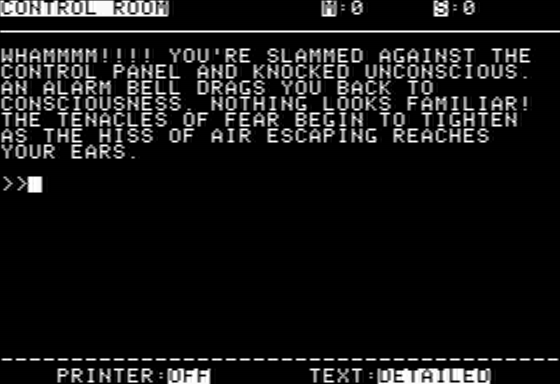 CONTROL ROOM M:0 S:0
WHAMMMM!!!! YOU'RE SLAMMED AGAINST THE
CONTROL PANEL AND KNOCKED UNCONSCIOUS.
AN ALARM BELL DRAGS YOU BACK TO
CONSCIOUSNESS. NOTHING LOOKS FAMILIAR!
THE TENACLES OF FEAR BEGIN TO TIGHTEN
AS THE HISS OF AIR ESCAPING REACHES
YOUR EARS.
>>
PRINTER:OFF TEXT:DETAILED